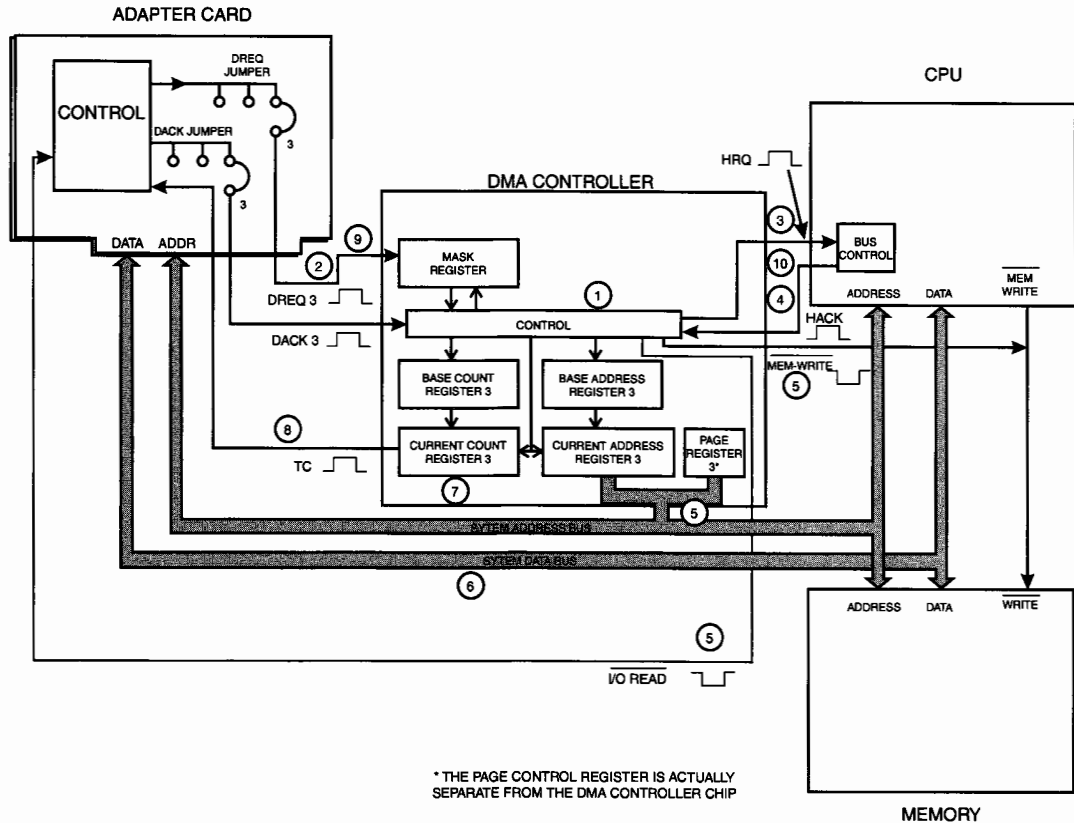 ADAPTER CARD
DREQ
JUMPER
CONTROL
DACK JUMPER
3
3
DATA ADDR
CPU
HRQ
DMA CONTROLLER
9
2
3
10
4
MASK
REGISTER
BUS
CONTROL
MEM
WRITE
ADDRESS DATA
DREQ 3
1
CONTROL
HACK
DACK 3
MEM-WRITE
5
BASE COUNT
REGISTER 3
BASE ADDRESS
REGISTER 3
8
TC
CURRENT COUNT
REGISTER 3
CURRENT ADDRESS
REGISTER 3
PAGE
REGISTER
3*
7
5
SYTEM ADDRESS BUS
SYTEM DATA BUS
6
ADDRESS DATA WRITE
5
I/O READ
* THE PAGE CONTROL REGISTER IS ACTUALLY
SEPARATE FROM THE DMA CONTROLLER CHIP
MEMORY